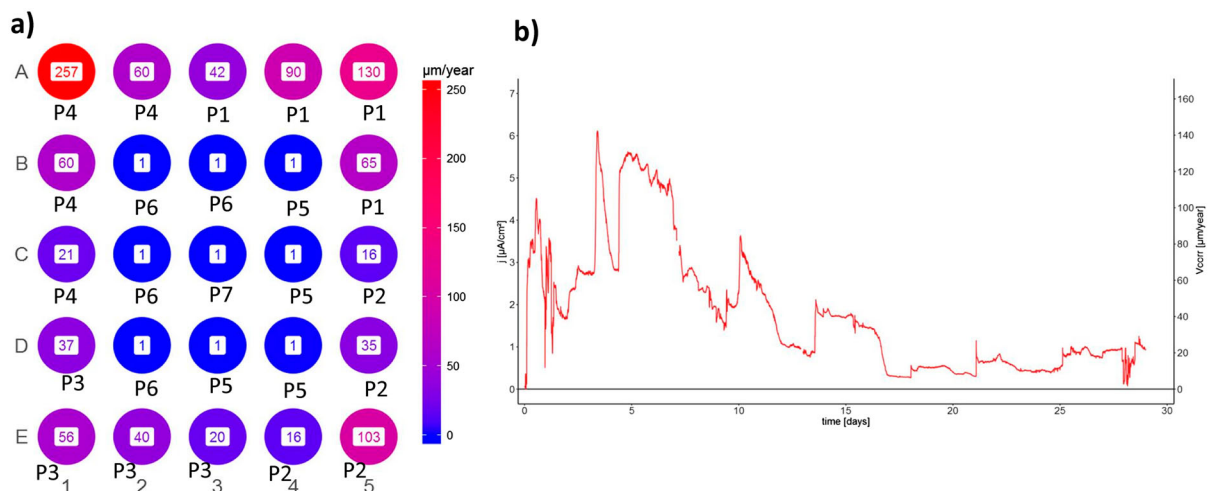 a)
A 257 60 42 90 130
P4 P4 P1 P1 P1
B 60 1 1 1 65
P4 P6 P6 P5 P1
C 21 1 1 1 16
P4 P6 P7 P5 P2
D 37 1 1 1 35
P3 P6 P5 P5 P2
E 56 40 20 16 103
P3 P3 P3 P2 P2
1 2 3 4 5
µm/year
250
200
150
100
50
0
b)
7
6
5
4
3
2
1
0
j [µA/cm²]
0 5 10 15 20 25 30
time [days]
160
140
120
100
80
60
40
20
0
Vcorr [µm/year]